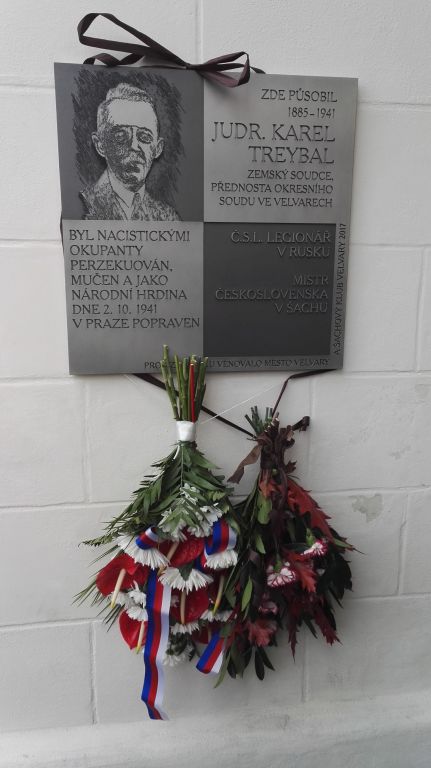 ZDE PŮSOBIL
1885-1941
JUDR. KAREL
TREYBAL
ZEMSKÝ SOUDCE,
PŘEDNOSTA OKRESNÍHO
SOUDU VE VELVARECH
BYL NACISTICKÝMI
OKUPANTY
PERZEKUOVÁN,
MUČEN A JAKO
NÁRODNÍ HRDINA
DNE 2. 10. 1941
V PRAZE POPRAVEN
Č.S.L. LEGIONÁŘ
V RUSKU
MISTR
ČESKOSLOVENSKA
V ŠACHU
VĚNOVALO MĚSTO VELVARY
A ŠACHOVÝ KLUB VELVARY 2017